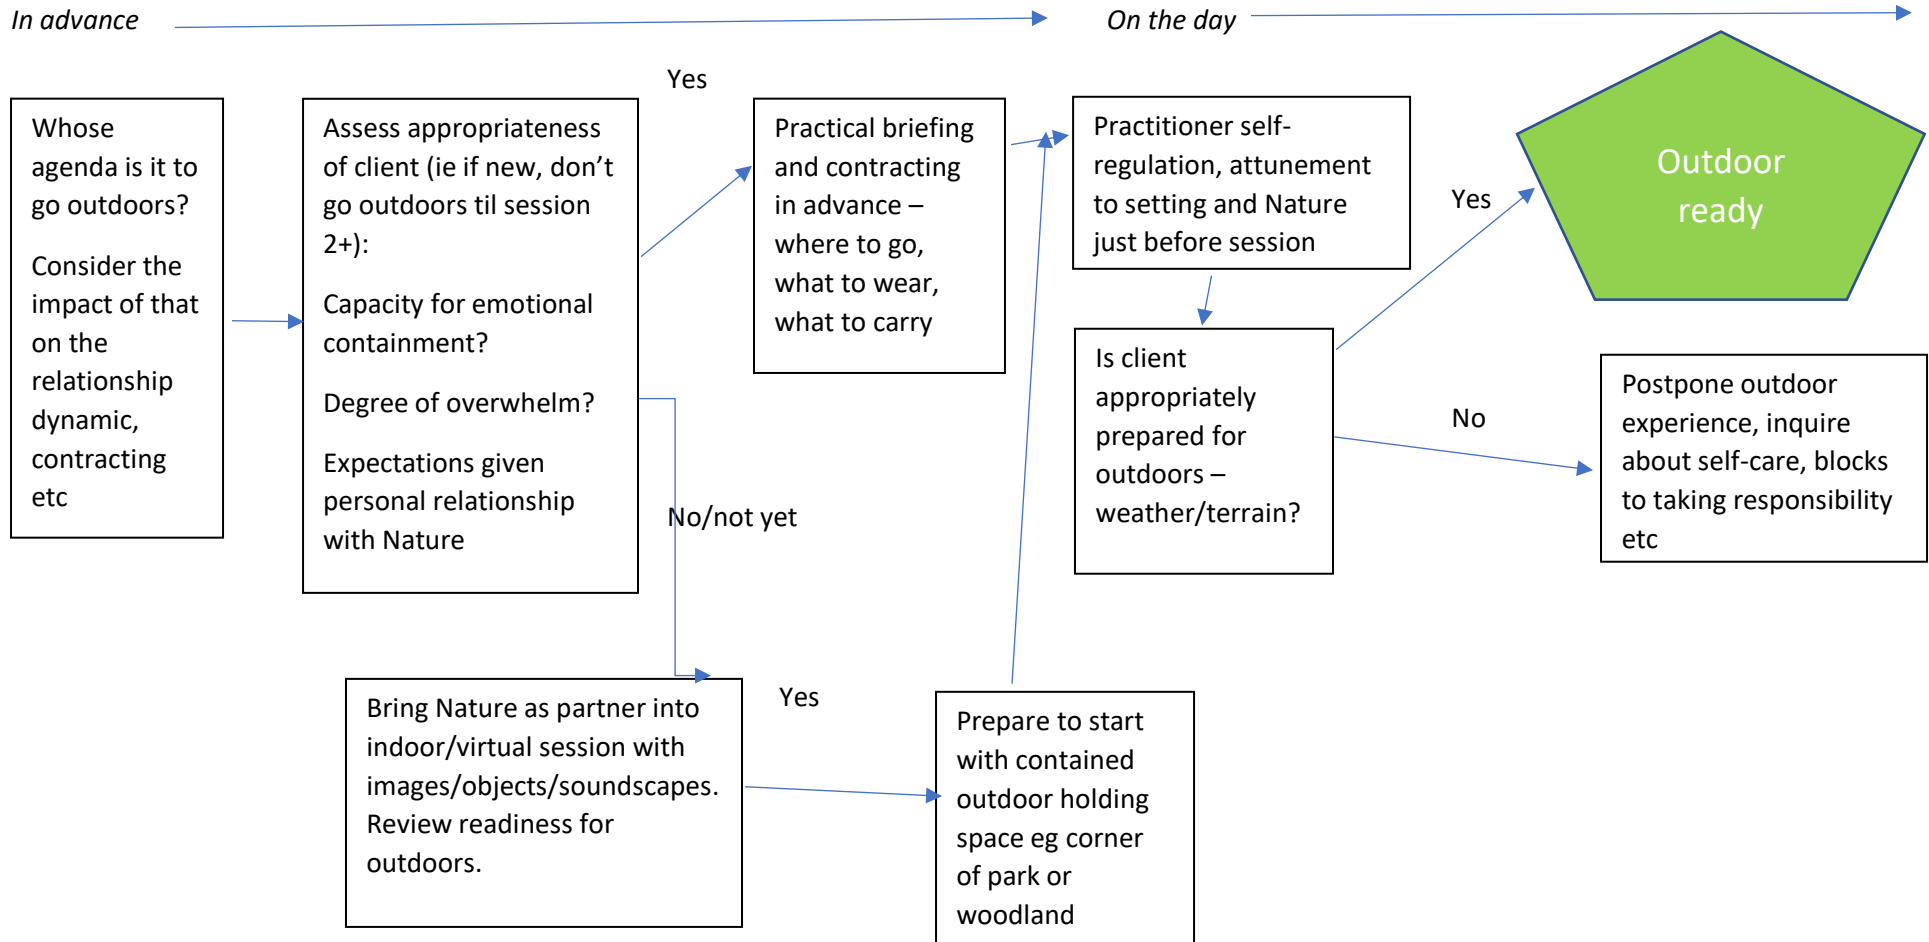 In advance
On the day
Yes
Whose
agenda is it to
go outdoors?
Consider the
impact of that
on the
relationship
dynamic,
contracting
etc
Assess appropriateness
of client (ie if new, don’t
go outdoors til session
2+):
Capacity for emotional
containment?
Degree of overwhelm?
Expectations given
personal relationship
with Nature
Practical briefing
and contracting
in advance –
where to go,
what to wear,
what to carry
Practitioner self-
regulation, attunement
to setting and Nature
just before session
Yes
Outdoor
ready
Is client
appropriately
prepared for
outdoors –
weather/terrain?
No
Postpone outdoor
experience, inquire
about self-care, blocks
to taking responsibility
etc
No/not yet
Bring Nature as partner into
indoor/virtual session with
images/objects/soundscapes.
Review readiness for
outdoors.
Yes
Prepare to start
with contained
outdoor holding
space eg corner
of park or
woodland